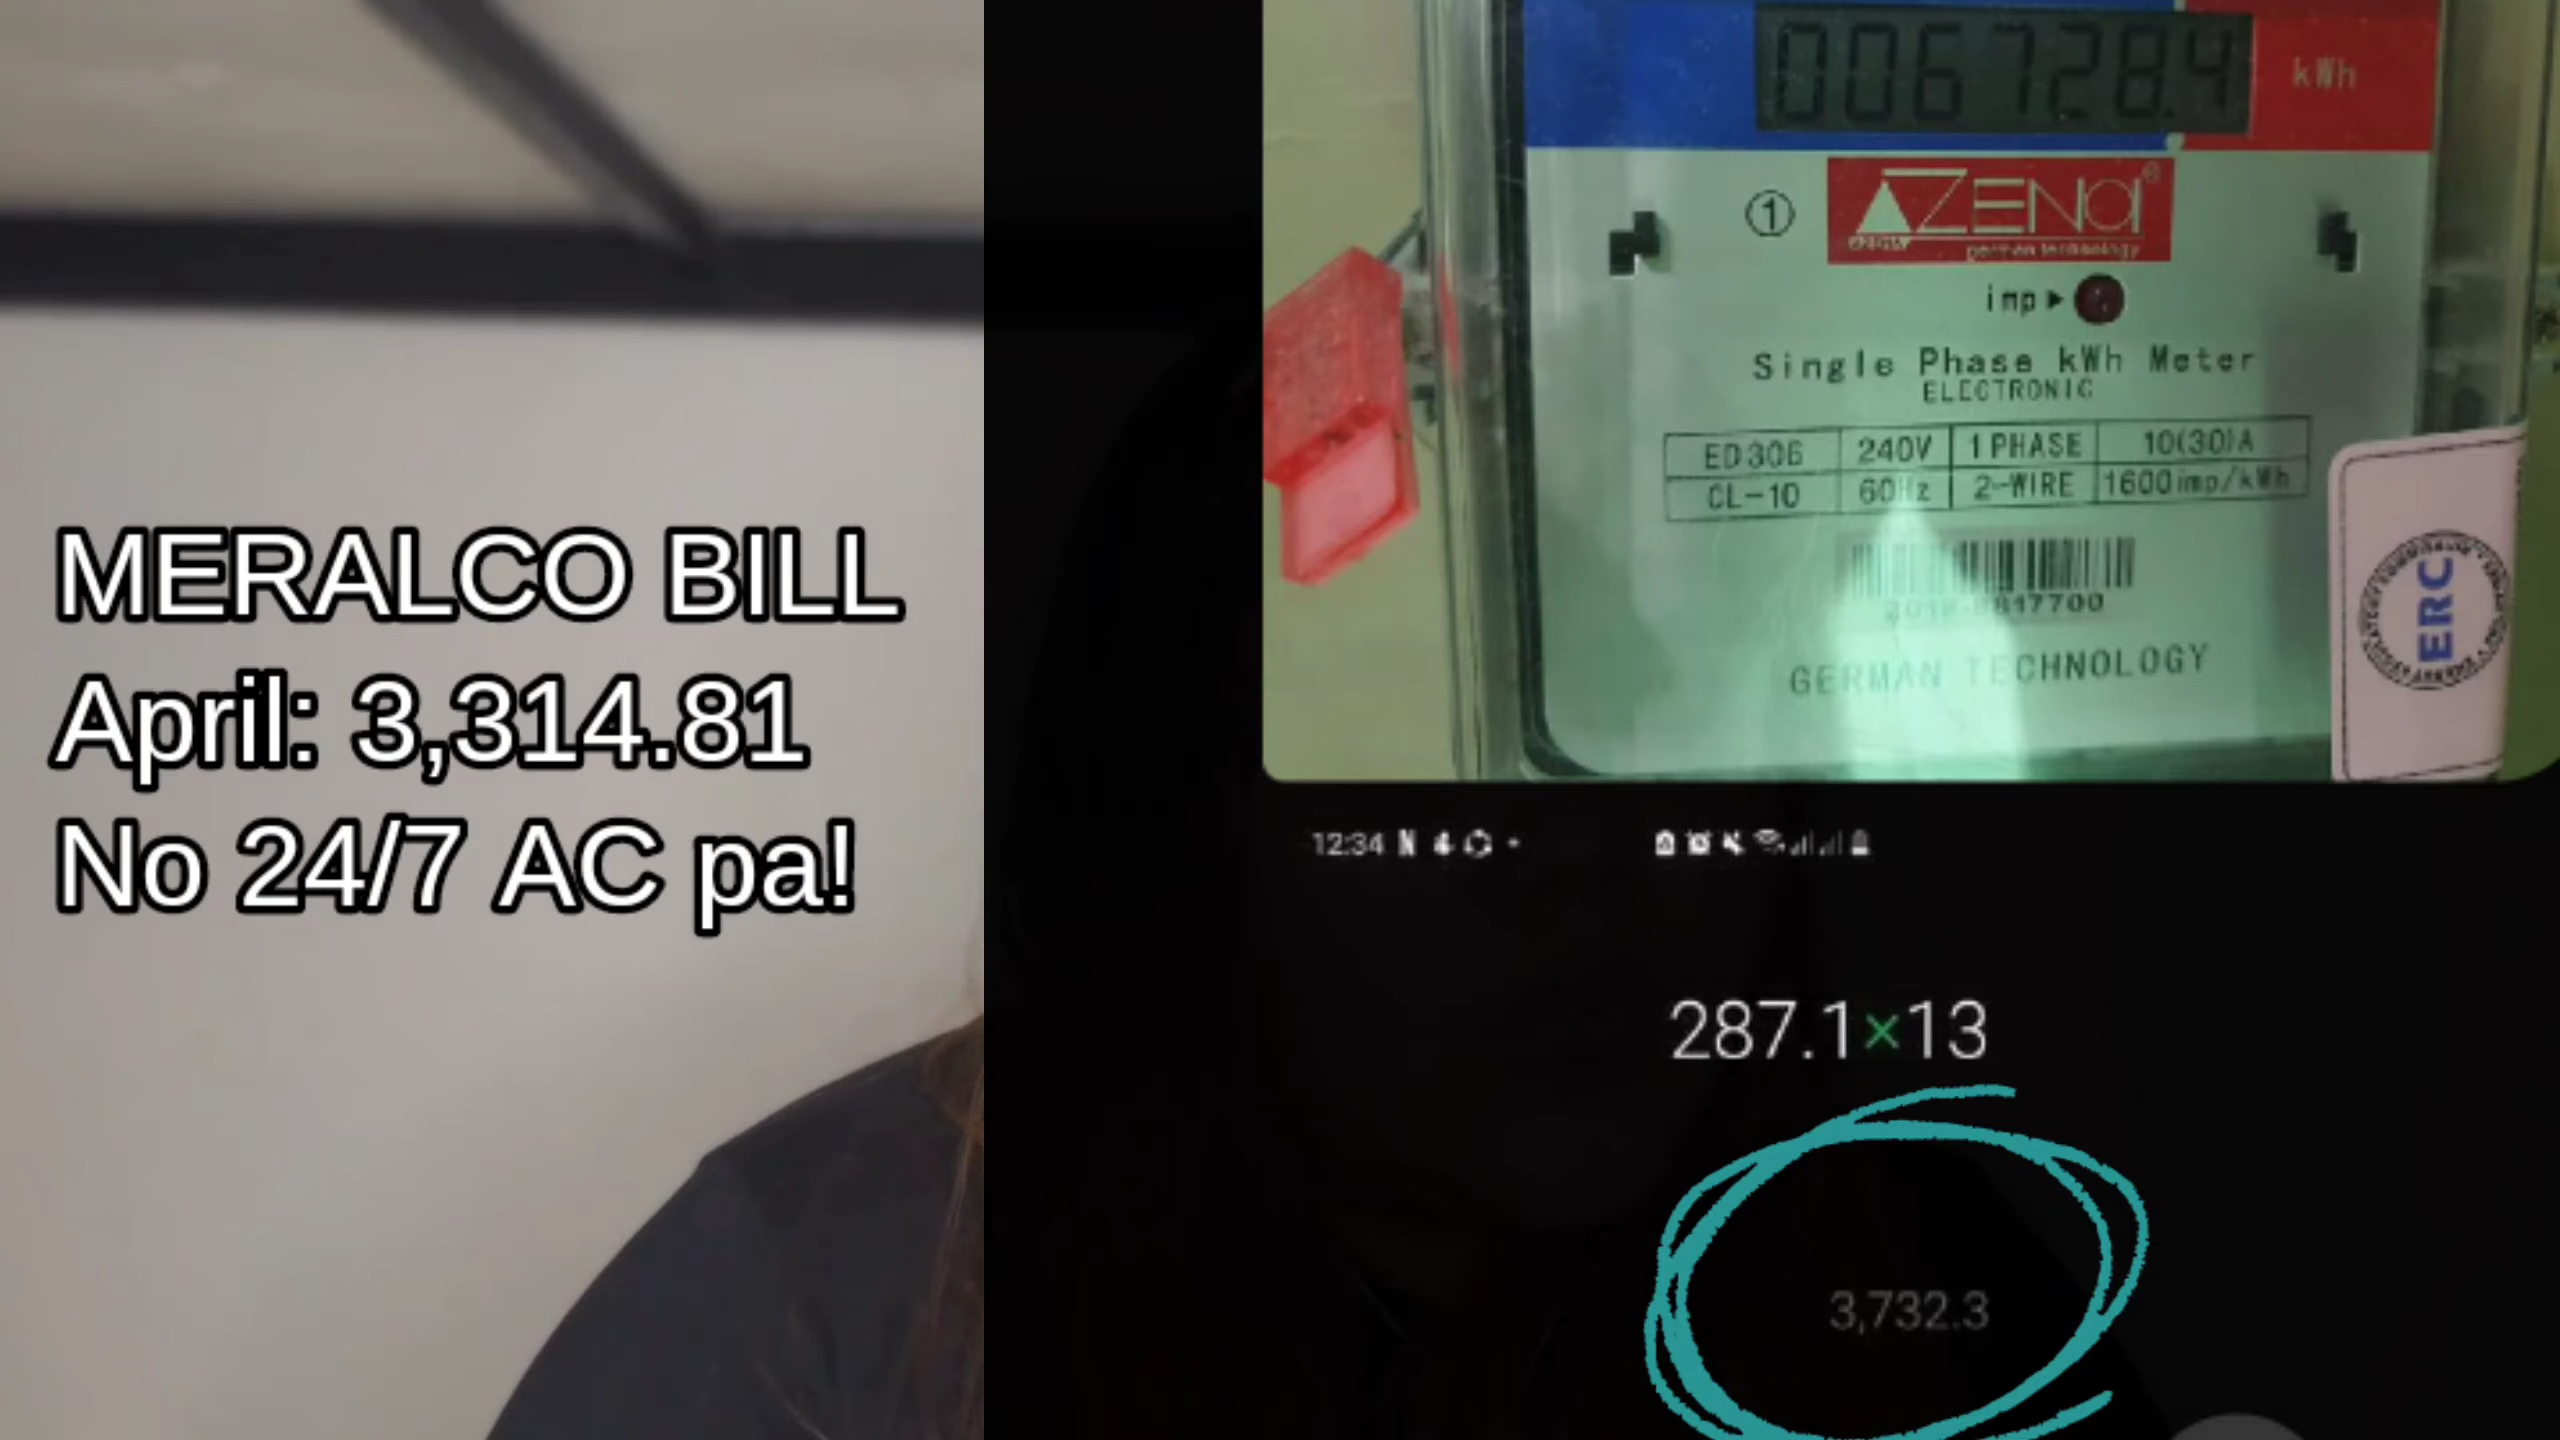 MERALCO BILL
April: 3,314.81
No 24/7 AC pa!
006728.4
kWh
1
ZENA
german technology
imp
Single Phase kWh Meter
ELECTRONIC
ED306 240V 1 PHASE 10(30)A
CL-10 60Hz 2-WIRE 1600imp/kWh
GERMAN TECHNOLOGY
ERC
12:34
287.1×13
3,732.3